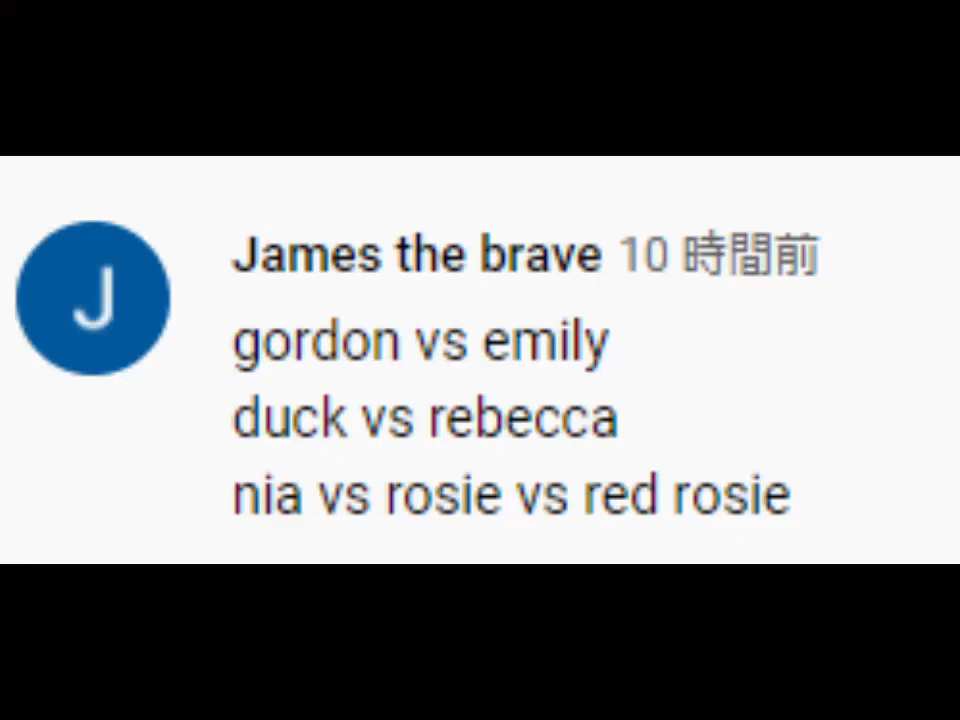 J
James the brave 10 時間前
gordon vs emily
duck vs rebecca
nia vs rosie vs red rosie